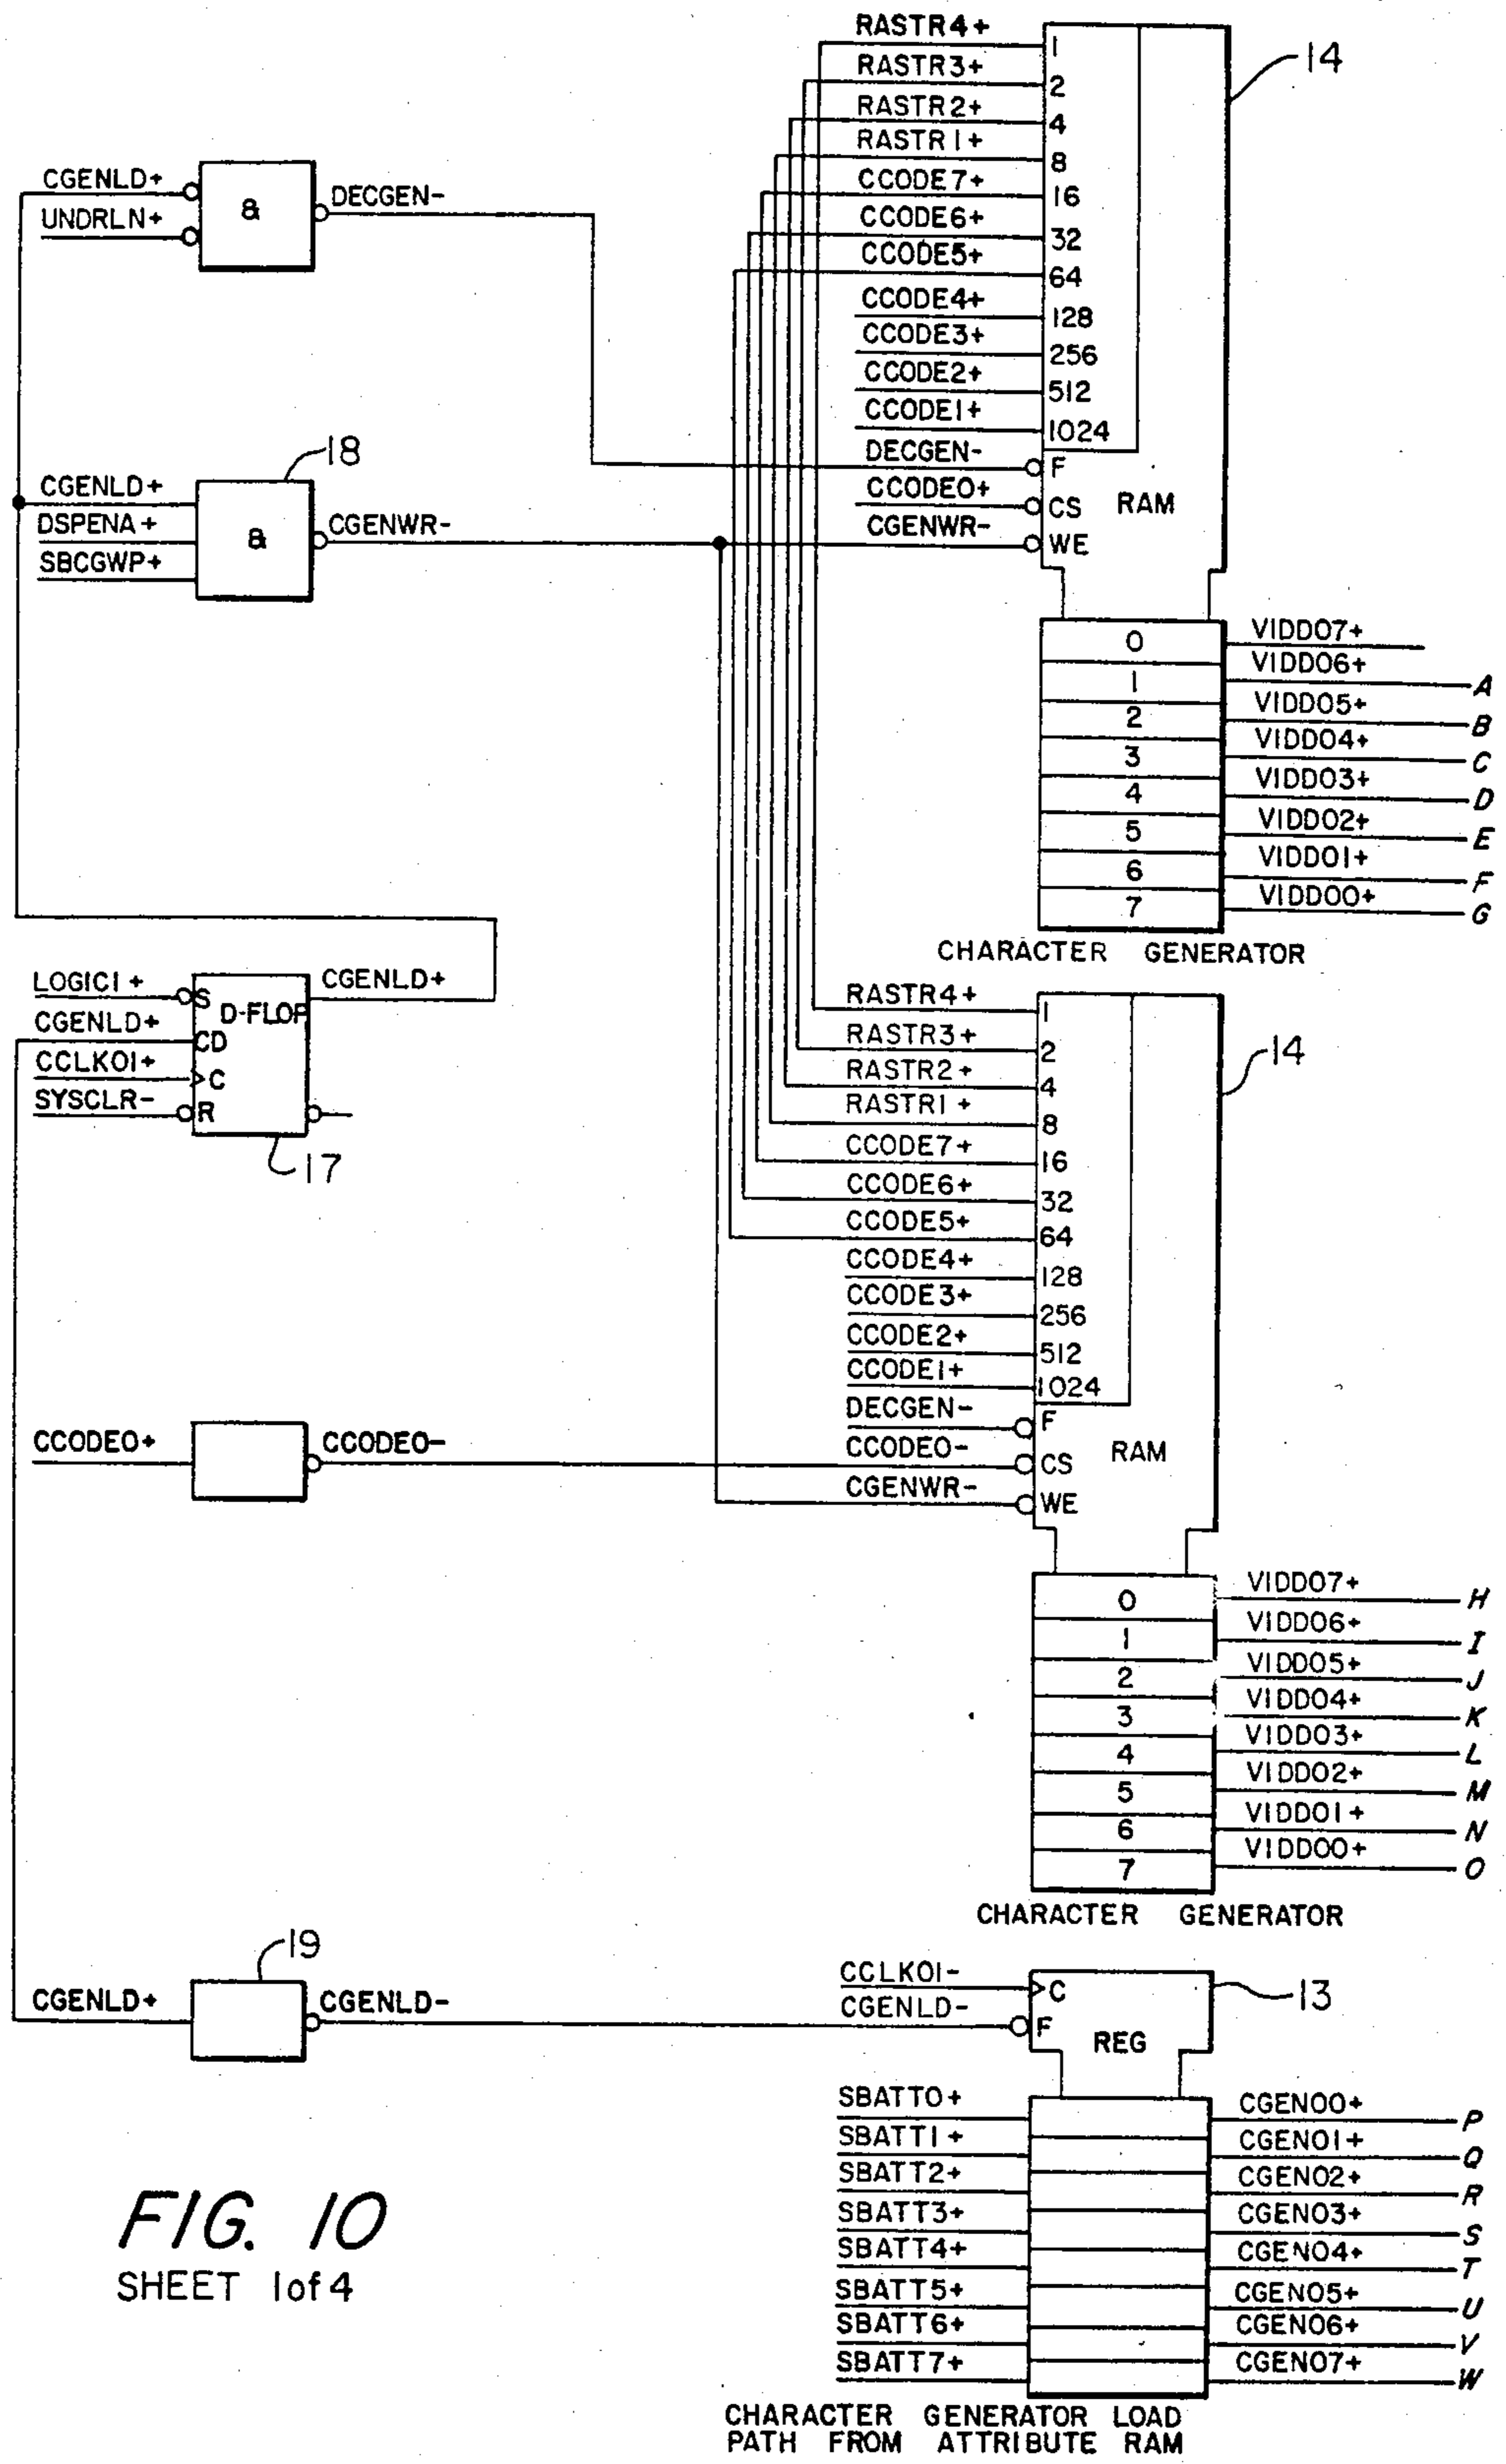 RASTR4+
1
14
RASTR3+
2
RASTR2+
4
RASTR1+
8
CCODE7+
16
CCODE6+
32
CCODE5+
64
CCODE4+
128
CCODE3+
256
CCODE2+
512
CCODE1+
1024
DECGEN-
F
CCODE0+
CS
RAM
CGENWR-
WE
CGENLD+
UNDRLN+
&
DECGEN-
18
CGENLD+
DSPENA+
SBCGWP+
&
CGENWR-
0
VIDD07+
1
VIDD06+
A
2
VIDD05+
B
3
VIDD04+
C
4
VIDD03+
D
5
VIDD02+
E
6
VIDD01+
F
7
VIDD00+
G
CHARACTER GENERATOR
LOGIC1+
S
D-FLOP
CGENLD+
CGENLD+
CD
CCLK01+
C
SYSCLR-
R
17
RASTR4+
1
14
RASTR3+
2
RASTR2+
4
RASTR1+
8
CCODE7+
16
CCODE6+
32
CCODE5+
64
CCODE4+
128
CCODE3+
256
CCODE2+
512
CCODE1+
1024
DECGEN-
F
CCODE0+
CCODE0-
CCODE0-
CS
RAM
CGENWR-
WE
0
VIDD07+
H
1
VIDD06+
I
2
VIDD05+
J
3
VIDD04+
K
4
VIDD03+
L
5
VIDD02+
M
6
VIDD01+
N
7
VIDD00+
O
CHARACTER GENERATOR
19
CGENLD+
CGENLD-
CCLK01-
C
13
CGENLD-
F
REG
SBATT0+
CGEN00+
P
SBATT1+
CGEN01+
Q
SBATT2+
CGEN02+
R
SBATT3+
CGEN03+
S
SBATT4+
CGEN04+
T
SBATT5+
CGEN05+
U
SBATT6+
CGEN06+
V
SBATT7+
CGEN07+
W
CHARACTER GENERATOR LOAD
PATH FROM ATTRIBUTE RAM
FIG. 10
SHEET 1 of 4